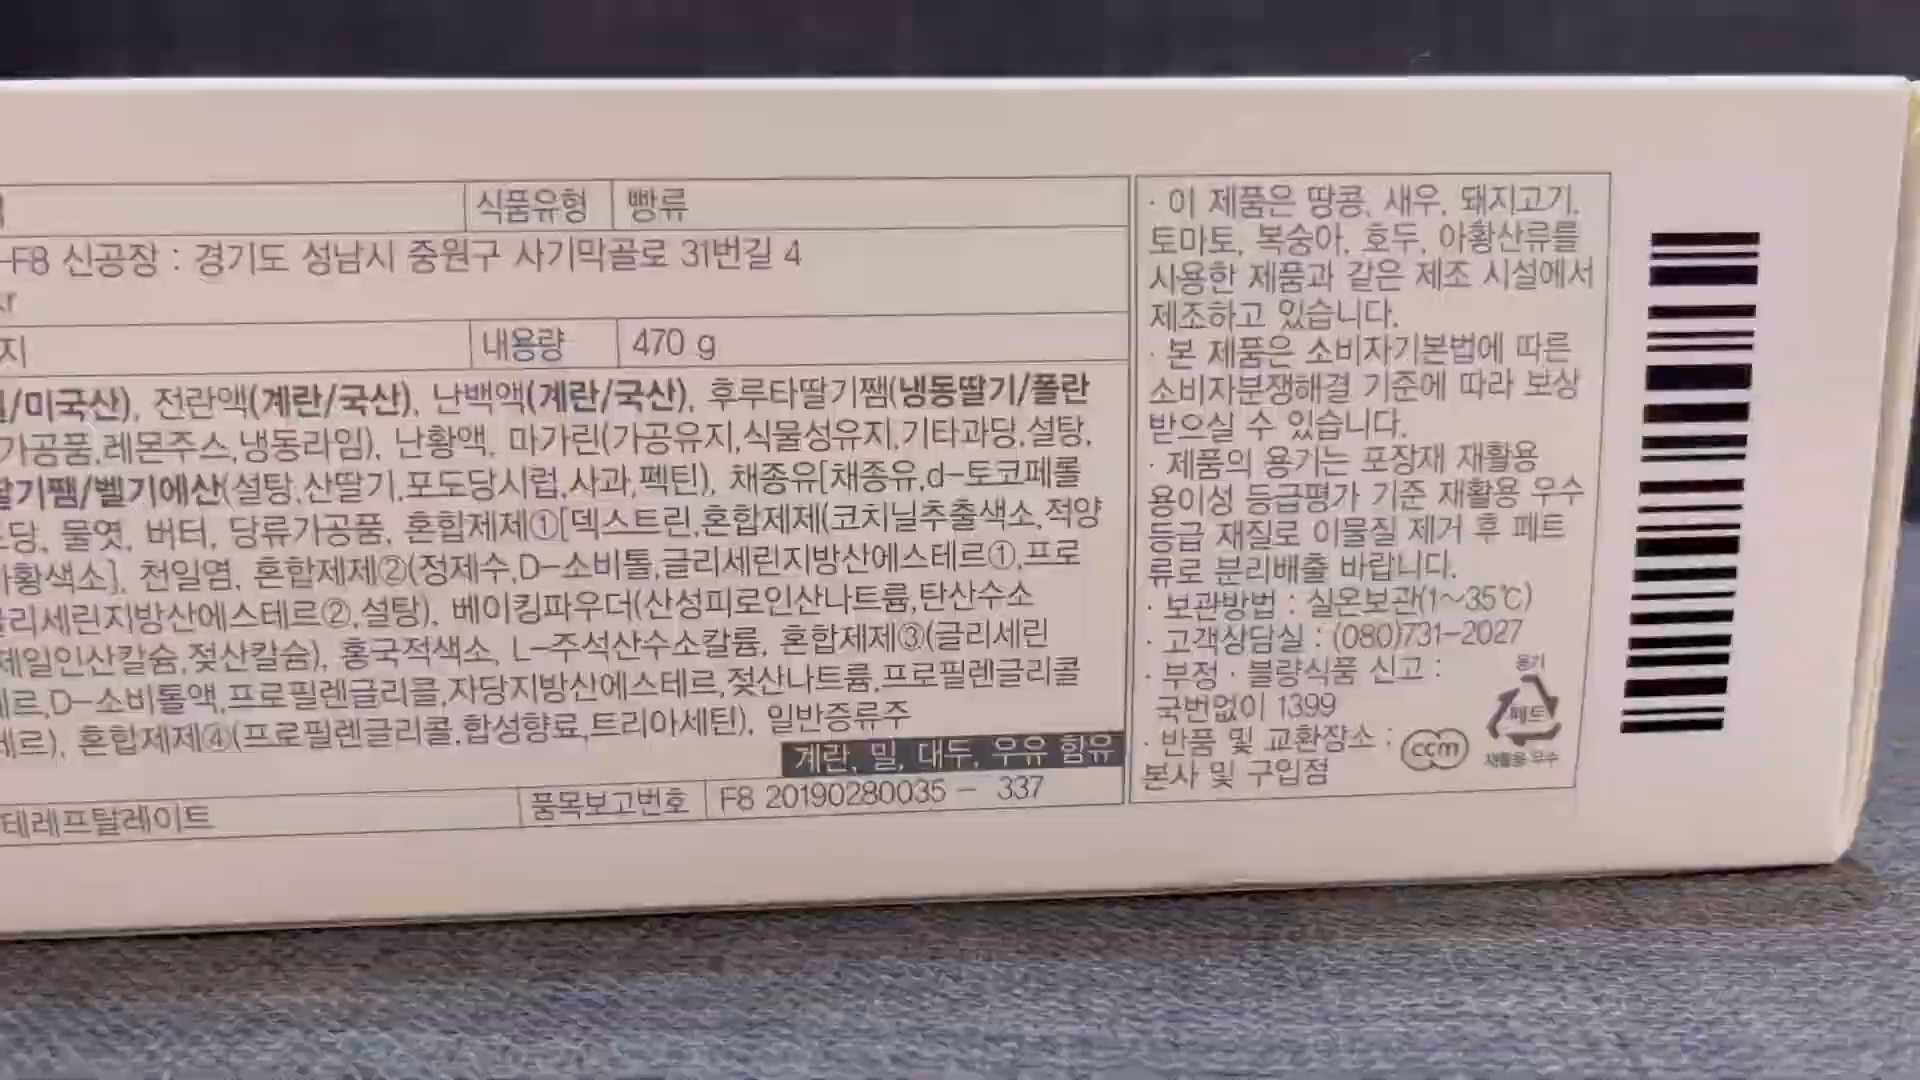 식품유형 빵류
-F8 신공장 : 경기도 성남시 중원구 사기막골로 31번길 4
지 내용량 470 g
/미국산), 전란액(계란/국산), 난백액(계란/국산), 후루타딸기쨈(냉동딸기/폴란
가공품,레몬주스,냉동라임), 난황액, 마가린(가공유지,식물성유지,기타과당,설탕,
딸기쨈/벨기에산(설탕,산딸기,포도당시럽,사과,펙틴), 채종유[채종유,d-토코페롤
당, 물엿, 버터, 당류가공품, 혼합제제①[덱스트린,혼합제제(코치닐추출색소,적양
황색소], 천일염, 혼합제제②(정제수,D-소비톨,글리세린지방산에스테르①,프로
글리세린지방산에스테르②,설탕), 베이킹파우더(산성피로인산나트륨,탄산수소
제일인산칼슘,젖산칼슘), 홍국적색소, L-주석산수소칼륨, 혼합제제③(글리세린
테르,D-소비톨액,프로필렌글리콜,자당지방산에스테르,젖산나트륨,프로필렌글리콜
테르), 혼합제제④(프로필렌글리콜,합성향료,트리아세틴), 일반증류주
계란, 밀, 대두, 우유 함유
테레프탈레이트 품목보고번호 F8 20190280035 - 337
· 이 제품은 땅콩, 새우, 돼지고기,
토마토, 복숭아, 호두, 아황산류를
사용한 제품과 같은 제조 시설에서
제조하고 있습니다.
· 본 제품은 소비자기본법에 따른
소비자분쟁해결 기준에 따라 보상
받으실 수 있습니다.
· 제품의 용기는 포장재 재활용
용이성 등급평가 기준 재활용 우수
등급 재질로 이물질 제거 후 페트
류로 분리배출 바랍니다.
· 보관방법 : 실온보관(1~35℃)
· 고객상담실 : (080)731-2027
· 부정 · 불량식품 신고 :
국번없이 1399
· 반품 및 교환장소 :
본사 및 구입점
ccm
용기
페트
재활용 우수